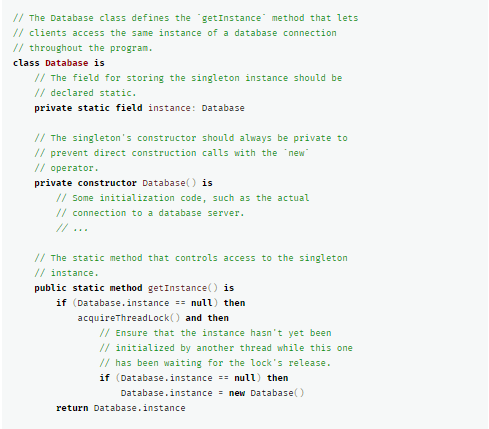 // The Database class defines the `getInstance` method that lets
// clients access the same instance of a database connection
// throughout the program.
class Database is
    // The field for storing the singleton instance should be
    // declared static.
    private static field instance: Database

    // The singleton's constructor should always be private to
    // prevent direct construction calls with the `new`
    // operator.
    private constructor Database() is
        // Some initialization code, such as the actual
        // connection to a database server.
        // ...

    // The static method that controls access to the singleton
    // instance.
    public static method getInstance() is
        if (Database.instance == null) then
            acquireThreadLock() and then
                // Ensure that the instance hasn't yet been
                // initialized by another thread while this one
                // has been waiting for the lock's release.
                if (Database.instance == null) then
                    Database.instance = new Database()
        return Database.instance